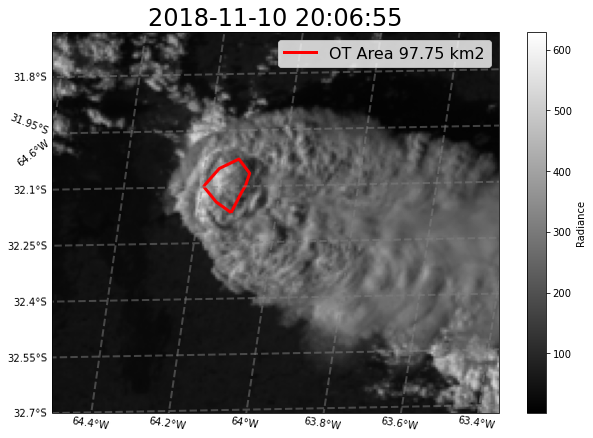 2018-11-10 20:06:55
OT Area 97.75 km2
31.8°S
31.95°S
64.6°W
32.1°S
32.25°S
32.4°S
32.55°S
32.7°S
64.4°W
64.2°W
64°W
63.8°W
63.6°W
63.4°W
600
500
400
300
200
100
Radiance